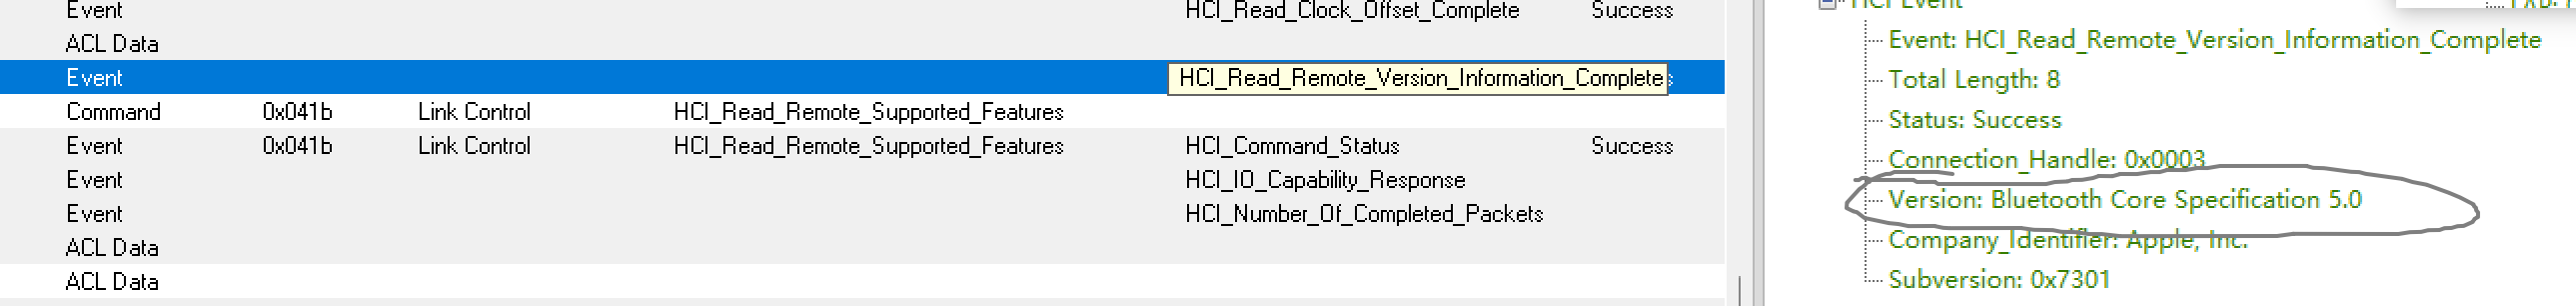 Event HCI_Read_Clock_Offset_Complete Success
ACL Data
Event HCI_Read_Remote_Version_Information_Complete
Command 0x041b Link Control HCI_Read_Remote_Supported_Features
Event 0x041b Link Control HCI_Read_Remote_Supported_Features HCI_Command_Status Success
Event HCI_IO_Capability_Response
Event HCI_Number_Of_Completed_Packets
ACL Data
ACL Data
HCI Event
Event: HCI_Read_Remote_Version_Information_Complete
Total Length: 8
Status: Success
Connection_Handle: 0x0003
Version: Bluetooth Core Specification 5.0
Company_Identifier: Apple, Inc.
Subversion: 0x7301